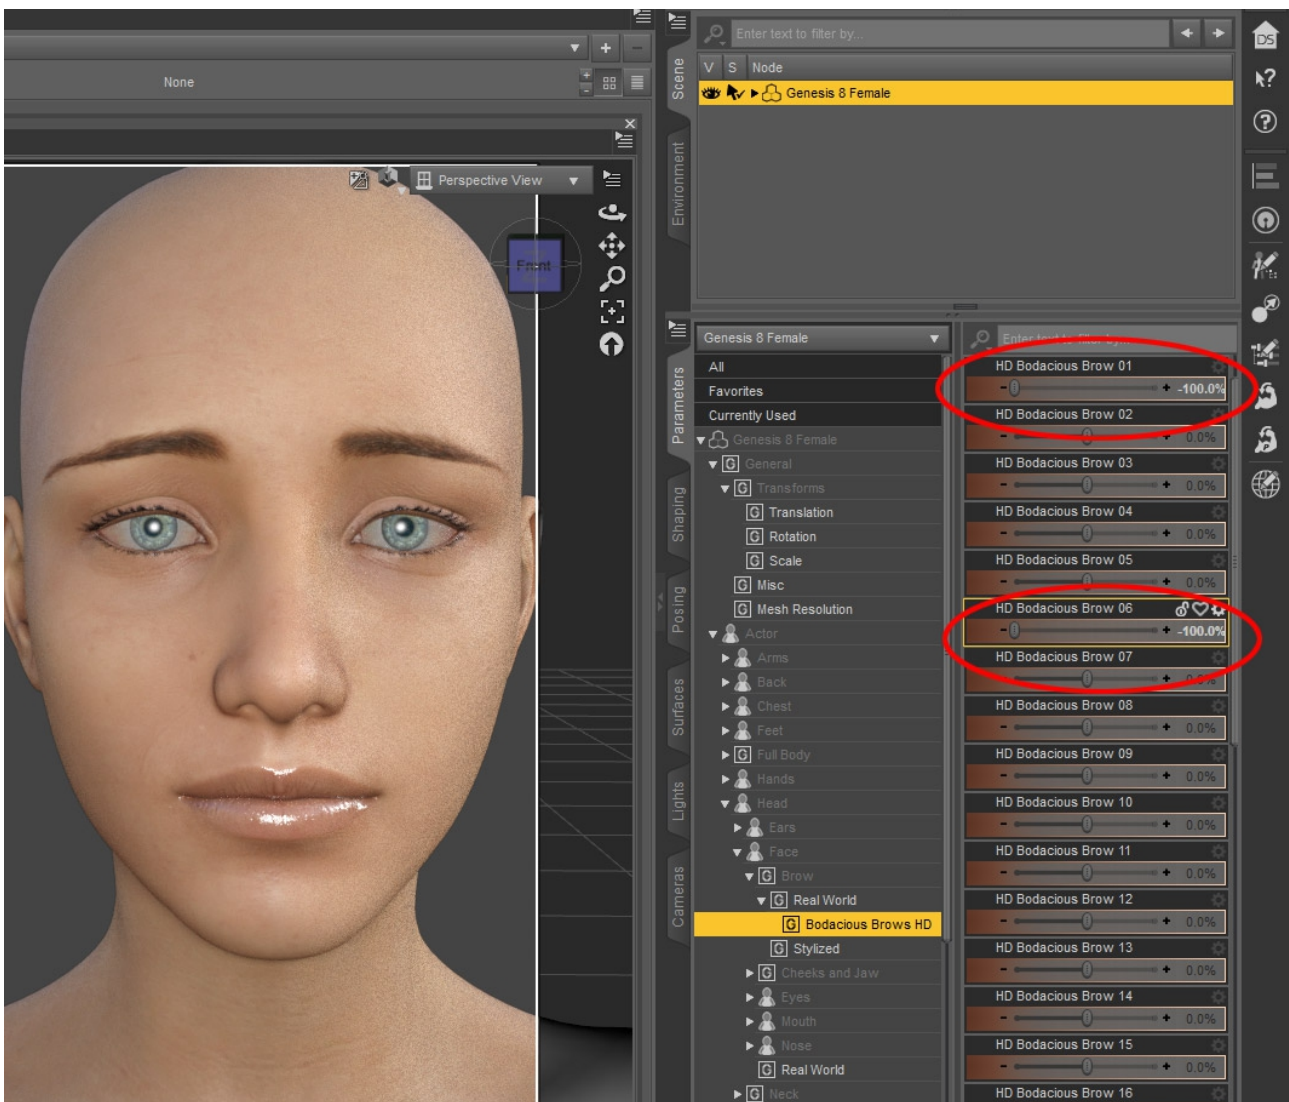 None
Perspective View
Front
Scene
Environment
Enter text to filter by...
V S Node
Genesis 8 Female
DS
Parameters
Shaping
Posing
Surfaces
Lights
Cameras
Genesis 8 Female
All
Favorites
Currently Used
Genesis 8 Female
G General
G Transforms
G Translation
G Rotation
G Scale
G Misc
G Mesh Resolution
Actor
Arms
Back
Chest
Feet
G Full Body
Hands
Head
Ears
Face
G Brow
G Real World
G Bodacious Brows HD
G Stylized
G Cheeks and Jaw
Eyes
Mouth
Nose
G Real World
G Neck
Enter text to filter by...
HD Bodacious Brow 01
- + -100.0%
HD Bodacious Brow 02
- + 0.0%
HD Bodacious Brow 03
- + 0.0%
HD Bodacious Brow 04
- + 0.0%
HD Bodacious Brow 05
- + 0.0%
HD Bodacious Brow 06
- + -100.0%
HD Bodacious Brow 07
- + 0.0%
HD Bodacious Brow 08
- + 0.0%
HD Bodacious Brow 09
- + 0.0%
HD Bodacious Brow 10
- + 0.0%
HD Bodacious Brow 11
- + 0.0%
HD Bodacious Brow 12
- + 0.0%
HD Bodacious Brow 13
- + 0.0%
HD Bodacious Brow 14
- + 0.0%
HD Bodacious Brow 15
- + 0.0%
HD Bodacious Brow 16